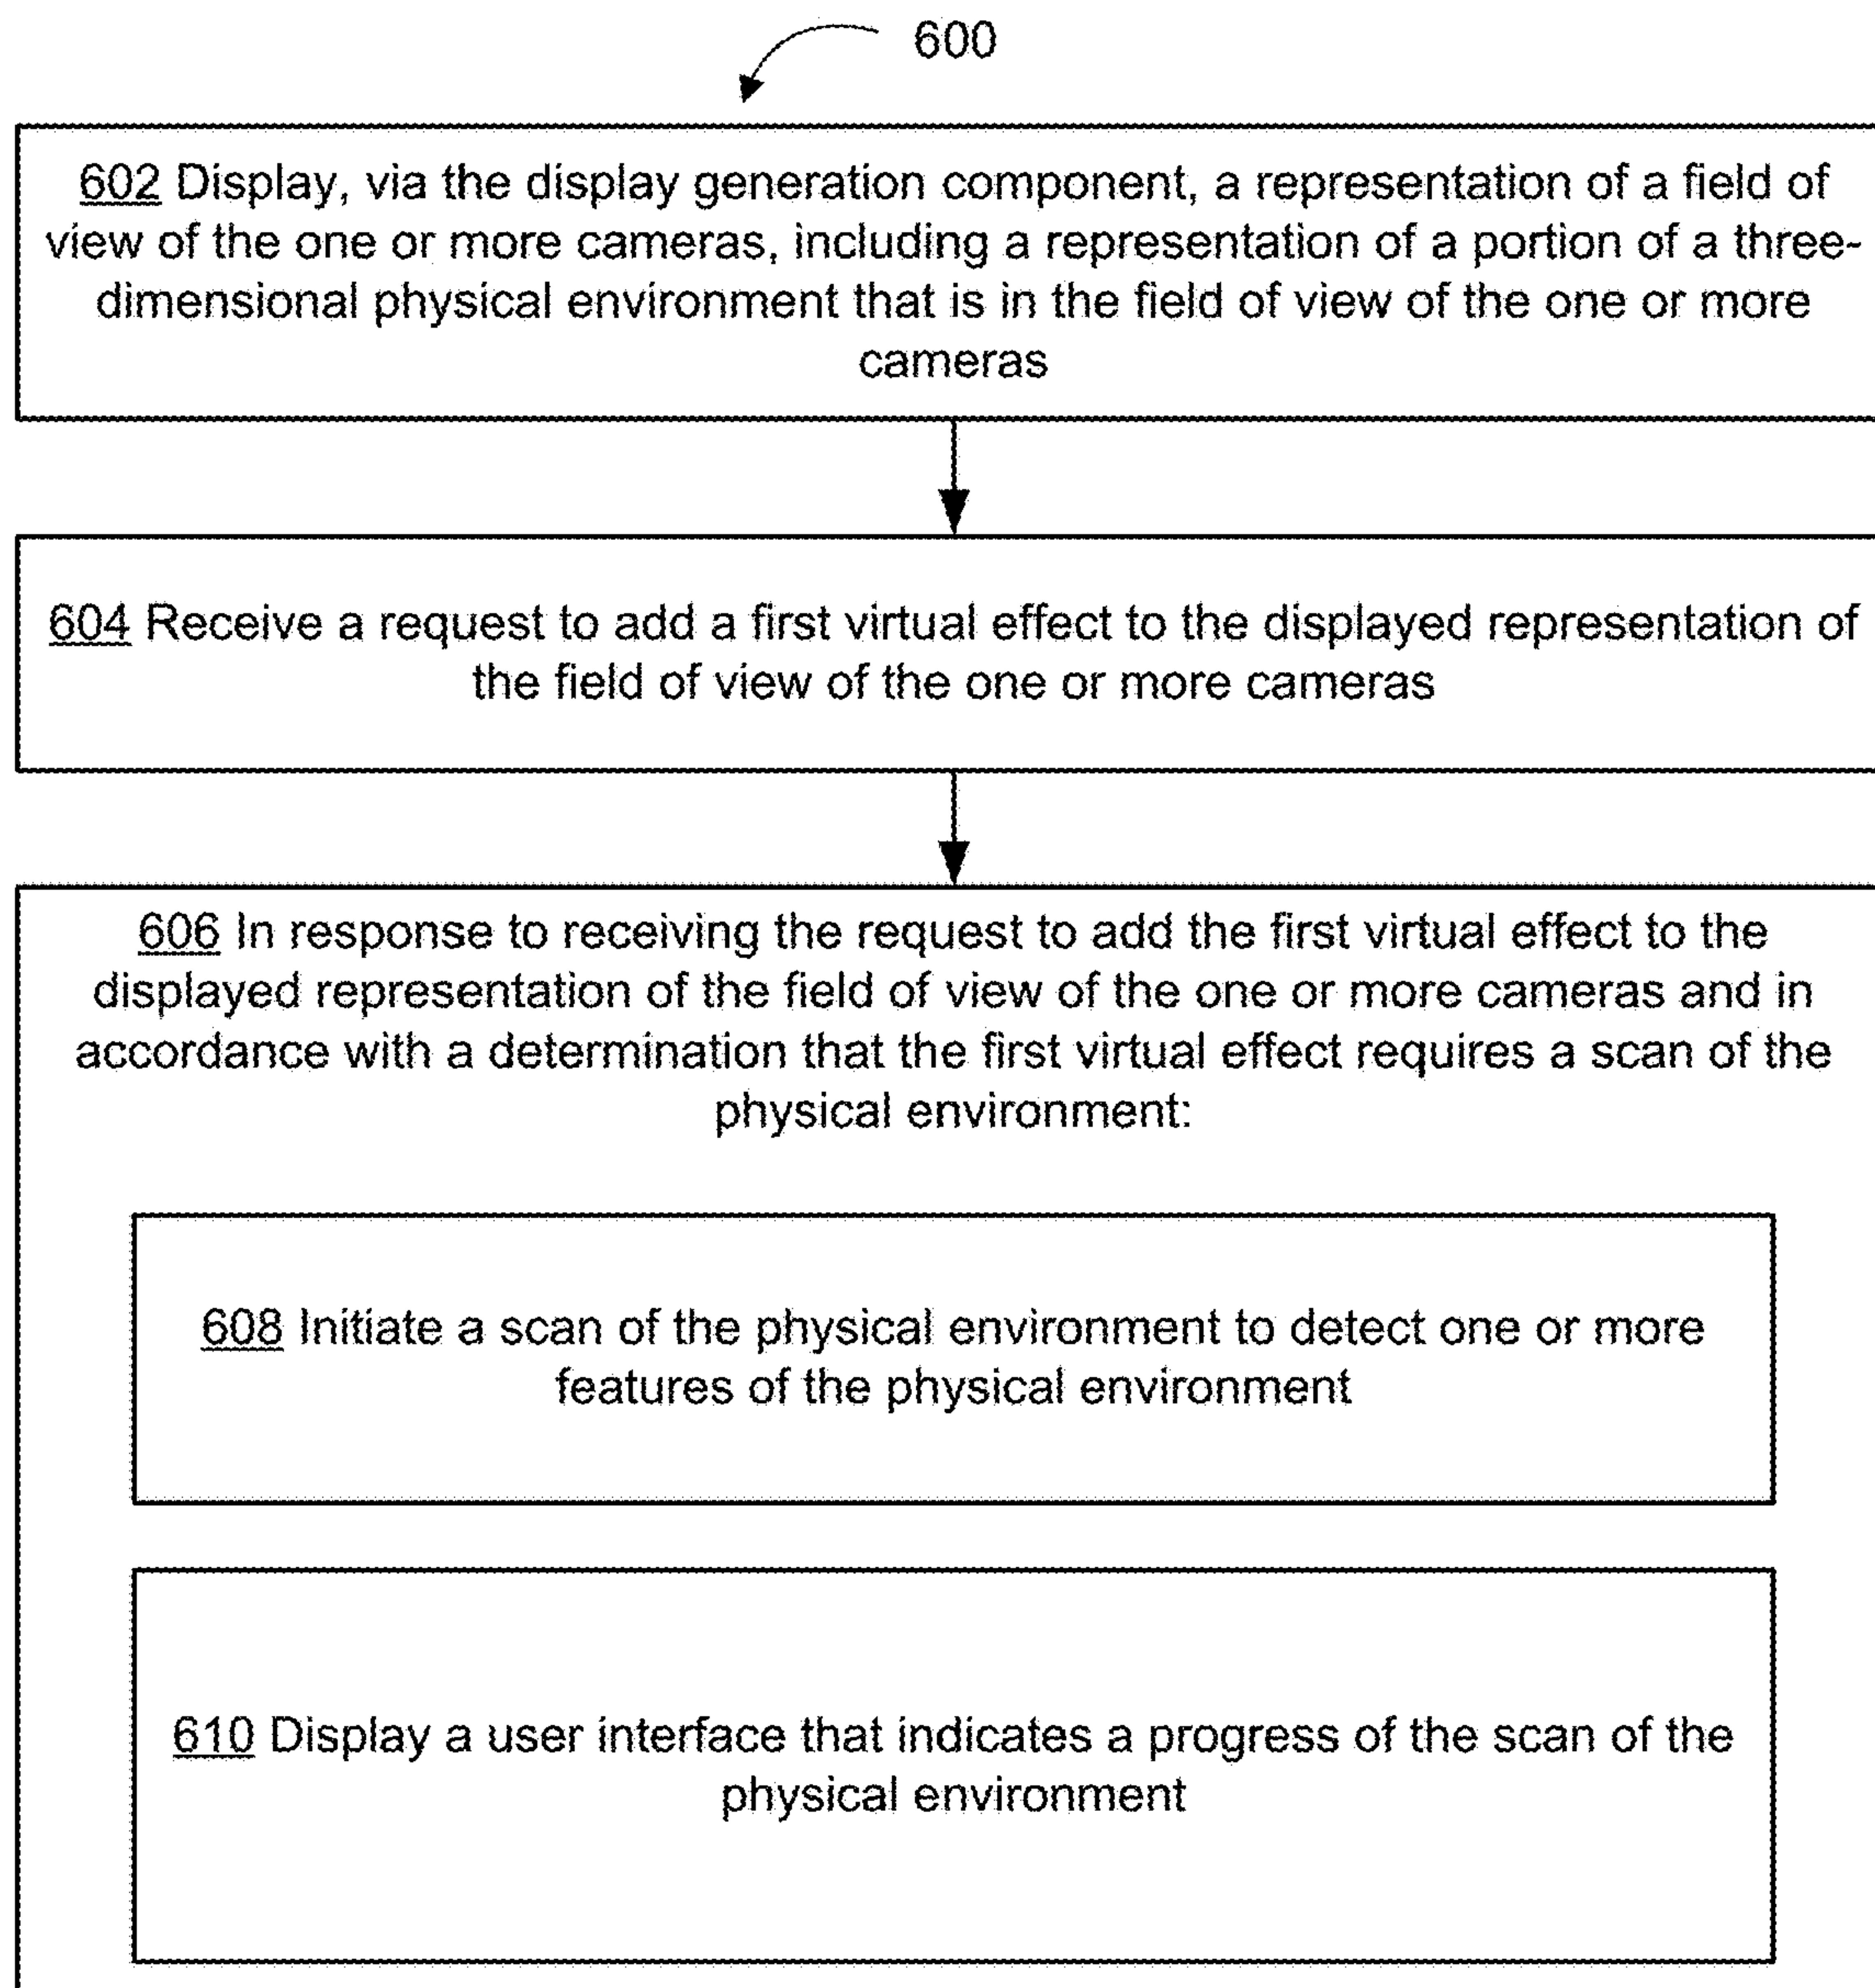 600
602 Display, via the display generation component, a representation of a field of
view of the one or more cameras, including a representation of a portion of a three-
dimensional physical environment that is in the field of view of the one or more
cameras
604 Receive a request to add a first virtual effect to the displayed representation of
the field of view of the one or more cameras
606 In response to receiving the request to add the first virtual effect to the
displayed representation of the field of view of the one or more cameras and in
accordance with a determination that the first virtual effect requires a scan of the
physical environment:
608 Initiate a scan of the physical environment to detect one or more
features of the physical environment
610 Display a user interface that indicates a progress of the scan of the
physical environment